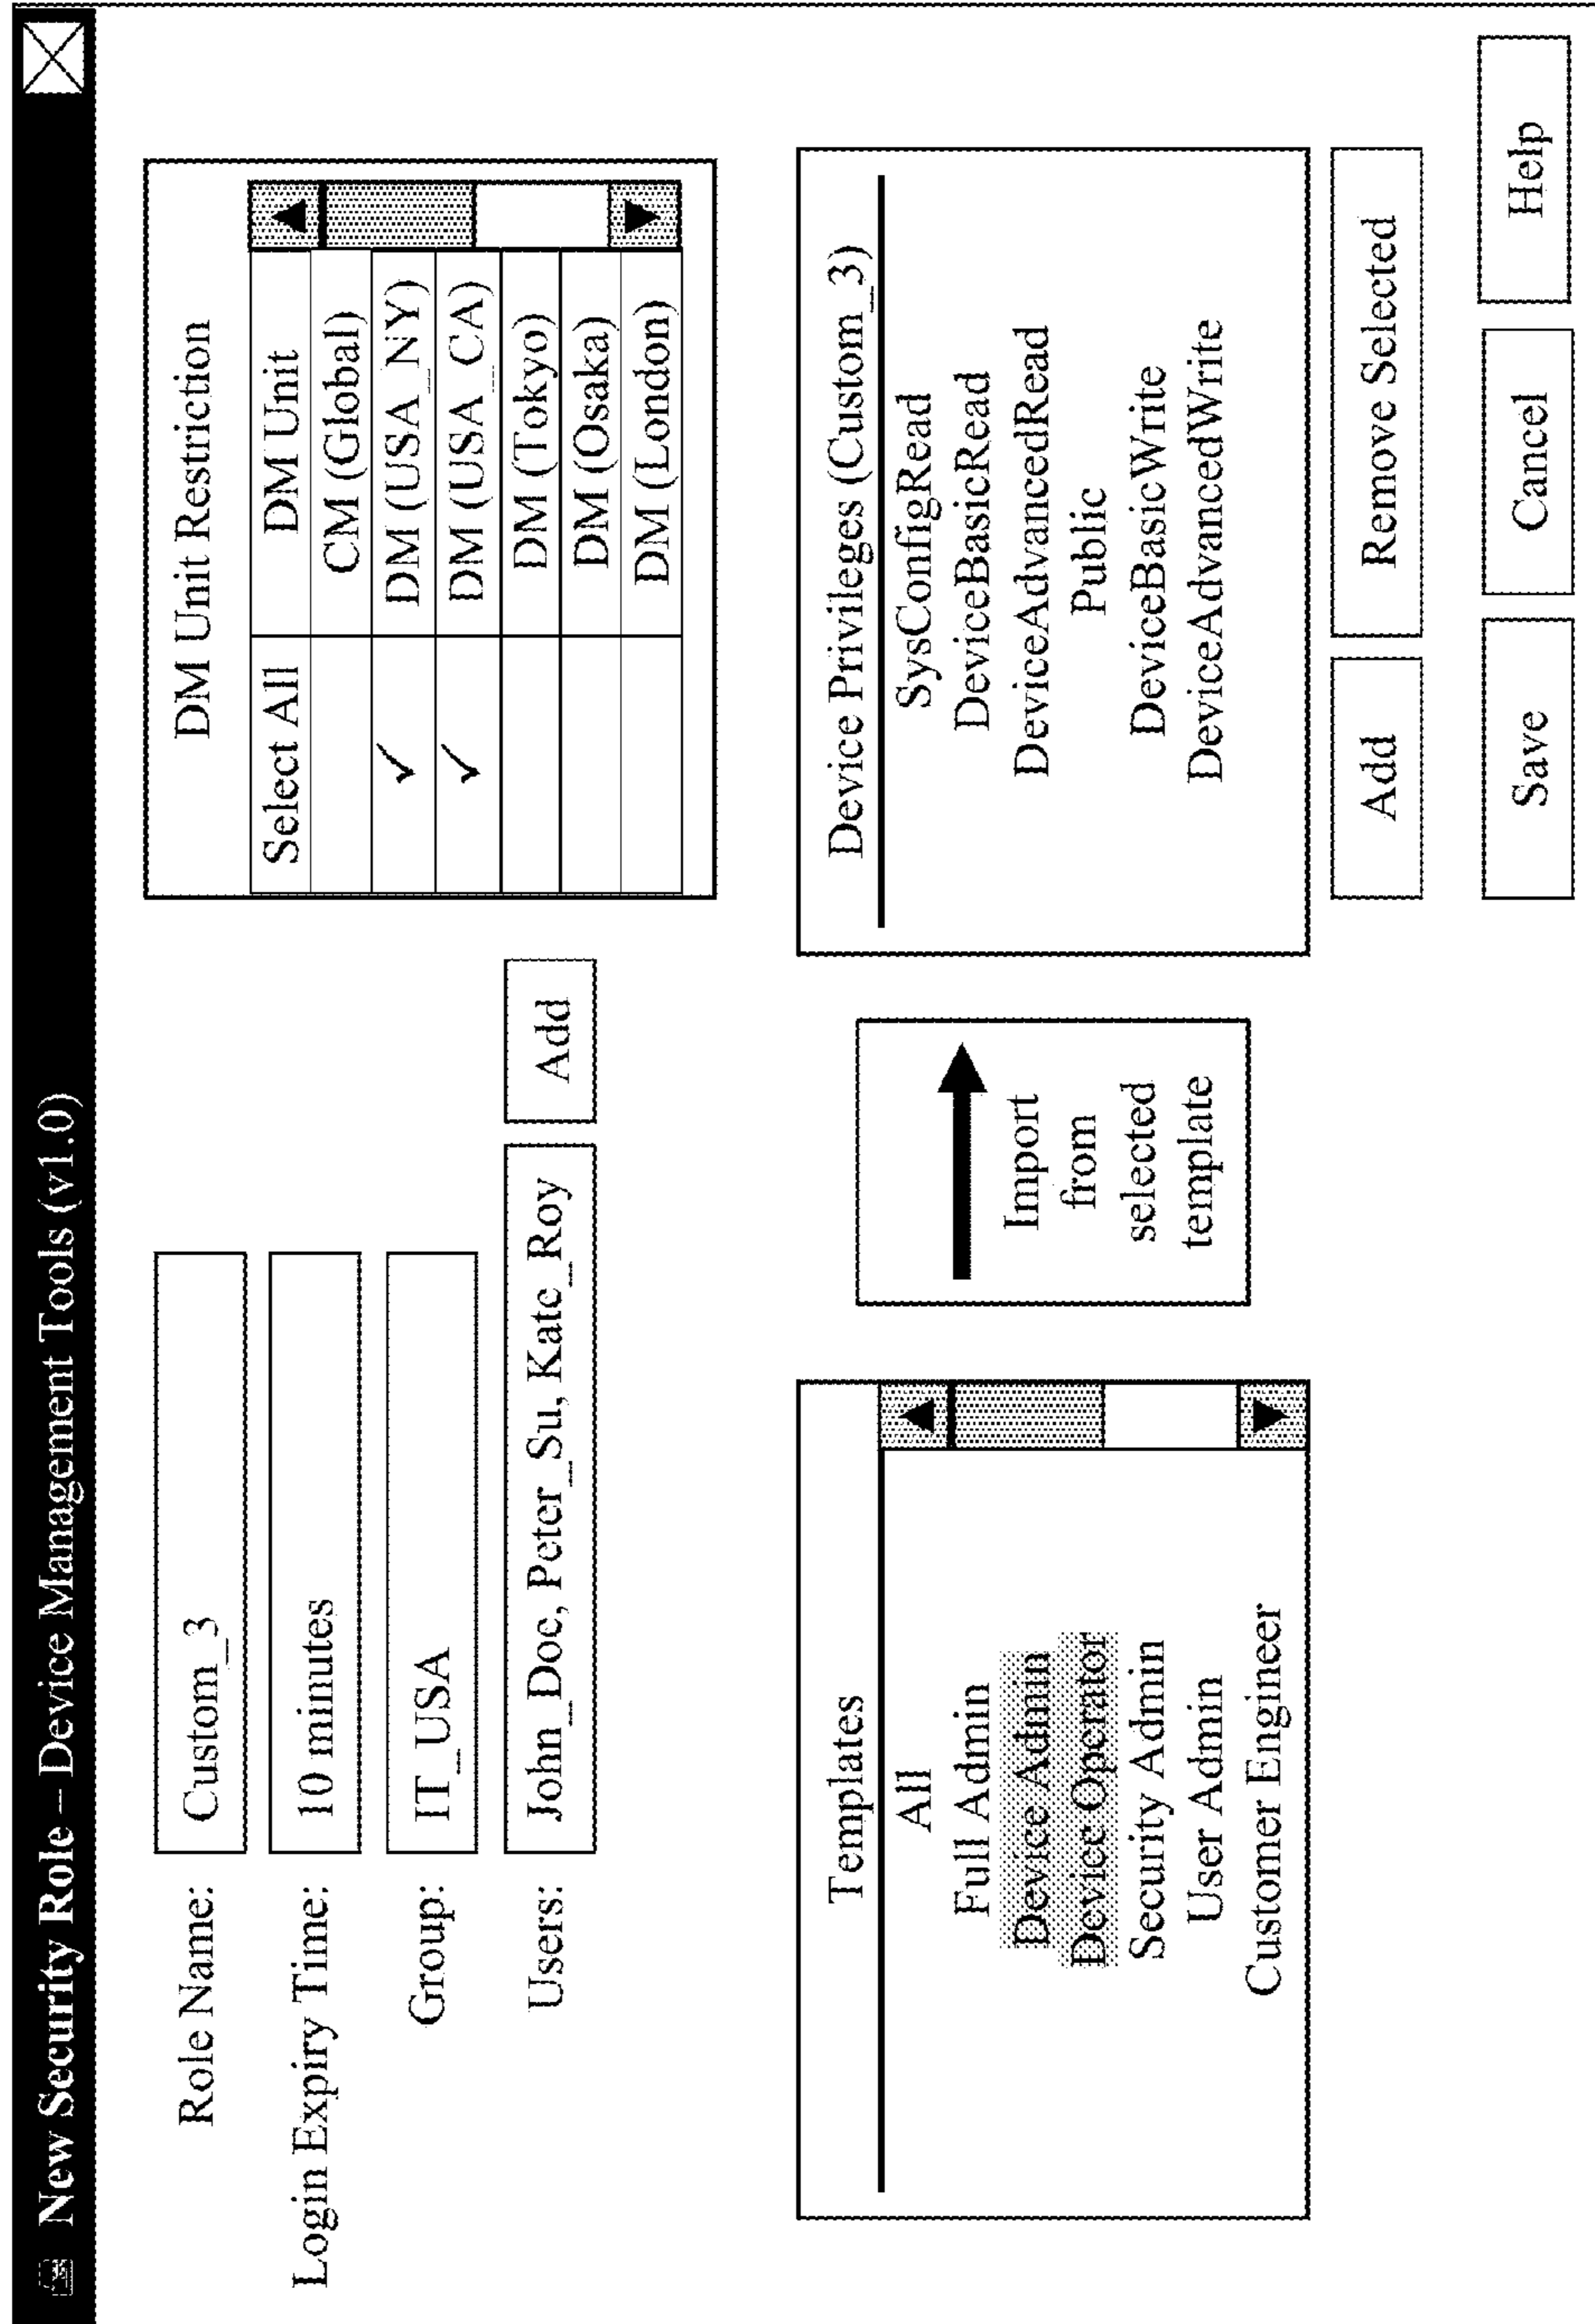 New Security Role – Device Management Tools (v1.0)
Role Name:
Custom_3
Login Expiry Time:
10 minutes
Group:
IT_USA
Users:
John_Doe, Peter_Su, Kate_Roy
Add
DM Unit Restriction
Select All DM Unit
CM (Global)
✓ DM (USA_NY)
✓ DM (USA_CA)
DM (Tokyo)
DM (Osaka)
DM (London)
Templates
All
Full Admin
Device Admin
Device Operator
Security Admin
User Admin
Customer Engineer
Import
from
selected
template
Device Privileges (Custom_3)
SysConfigRead
DeviceBasicRead
DeviceAdvancedRead
Public
DeviceBasicWrite
DeviceAdvancedWrite
Add
Remove Selected
Save
Cancel
Help